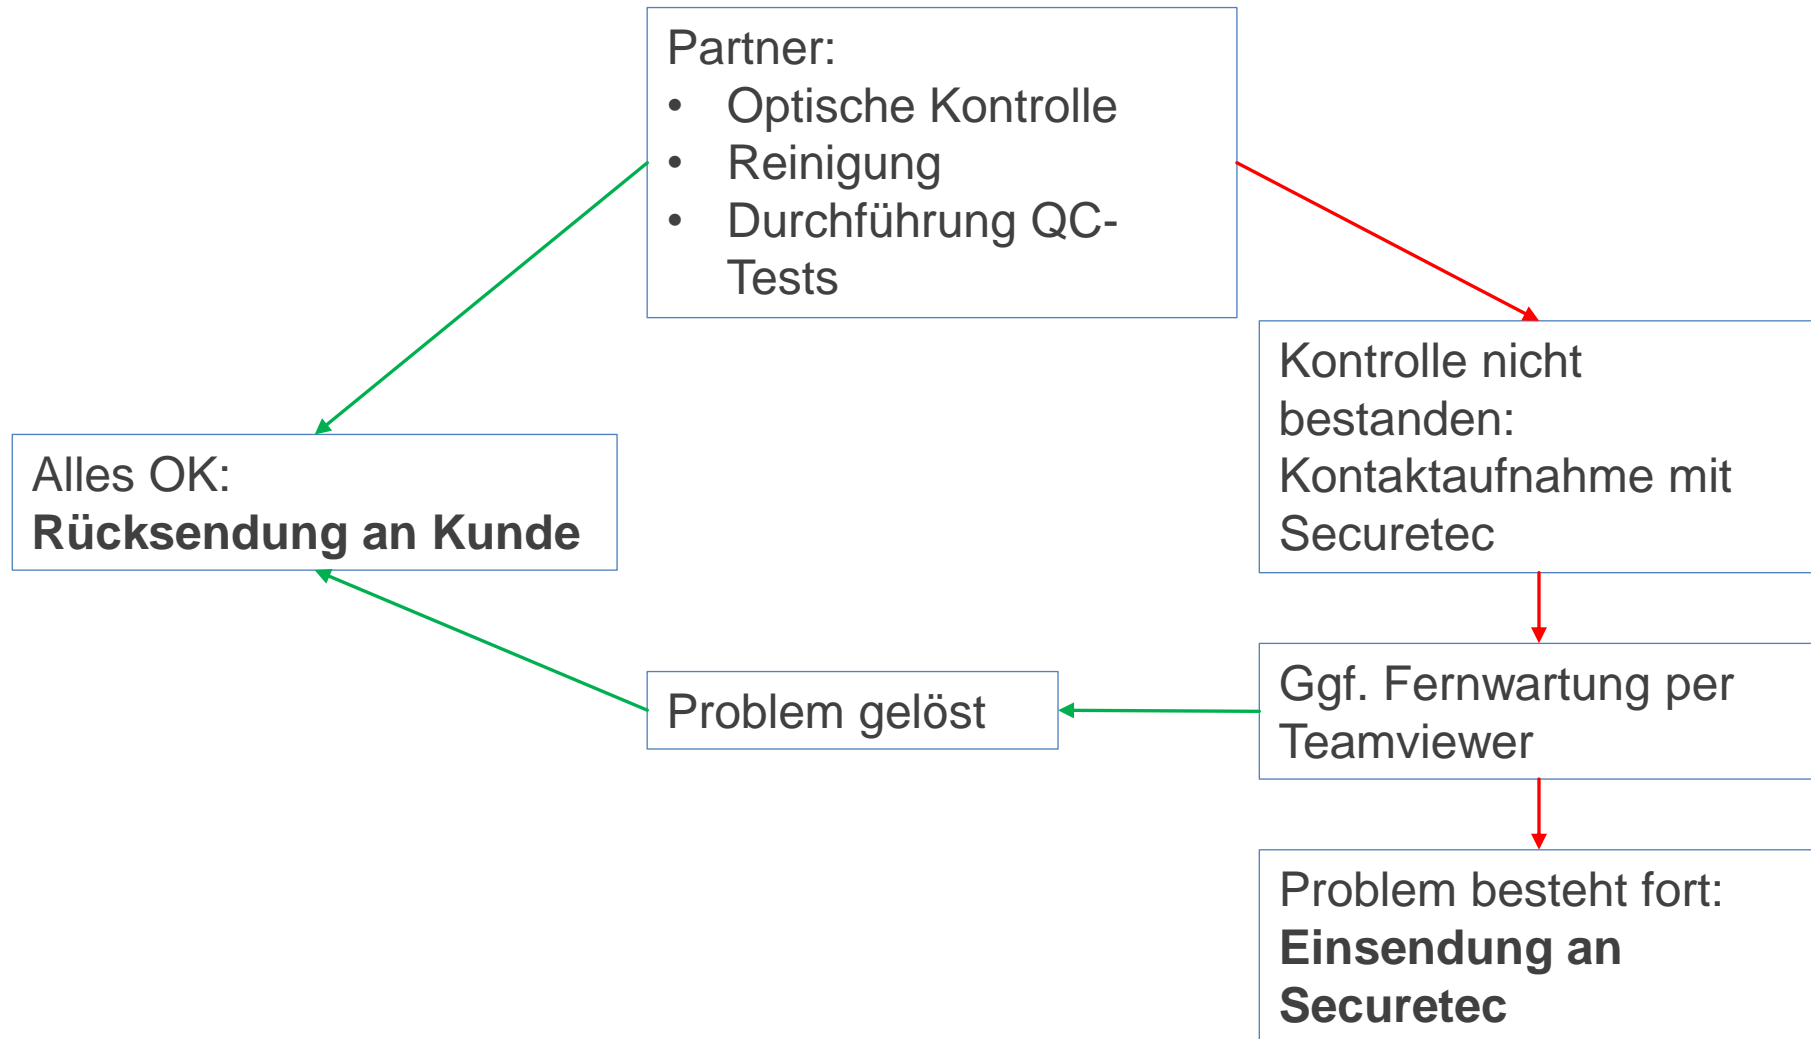 Partner:
• Optische Kontrolle
• Reinigung
• Durchführung QC-
Tests
Kontrolle nicht
bestanden:
Kontaktaufnahme mit
Securetec
Alles OK:
Rücksendung an Kunde
Ggf. Fernwartung per
Teamviewer
Problem gelöst
Problem besteht fort:
Einsendung an
Securetec